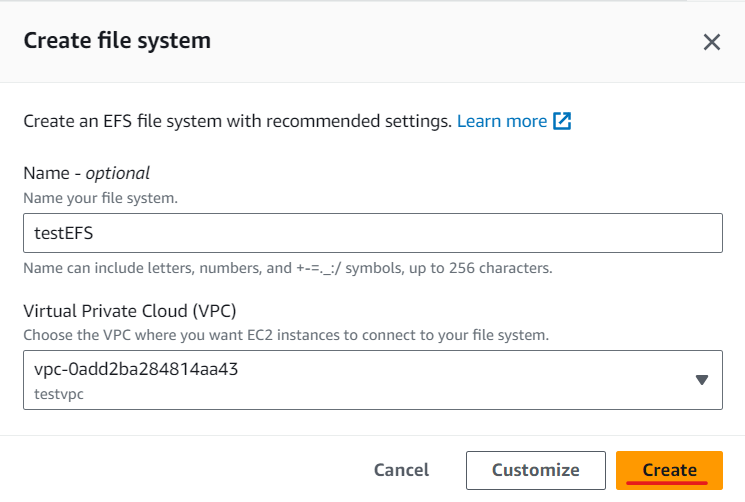 Create file system
Create an EFS file system with recommended settings. Learn more
Name - optional
Name your file system.
testEFS
Name can include letters, numbers, and +-=._:/ symbols, up to 256 characters.
Virtual Private Cloud (VPC)
Choose the VPC where you want EC2 instances to connect to your file system.
vpc-0add2ba284814aa43
testvpc
Cancel Customize Create